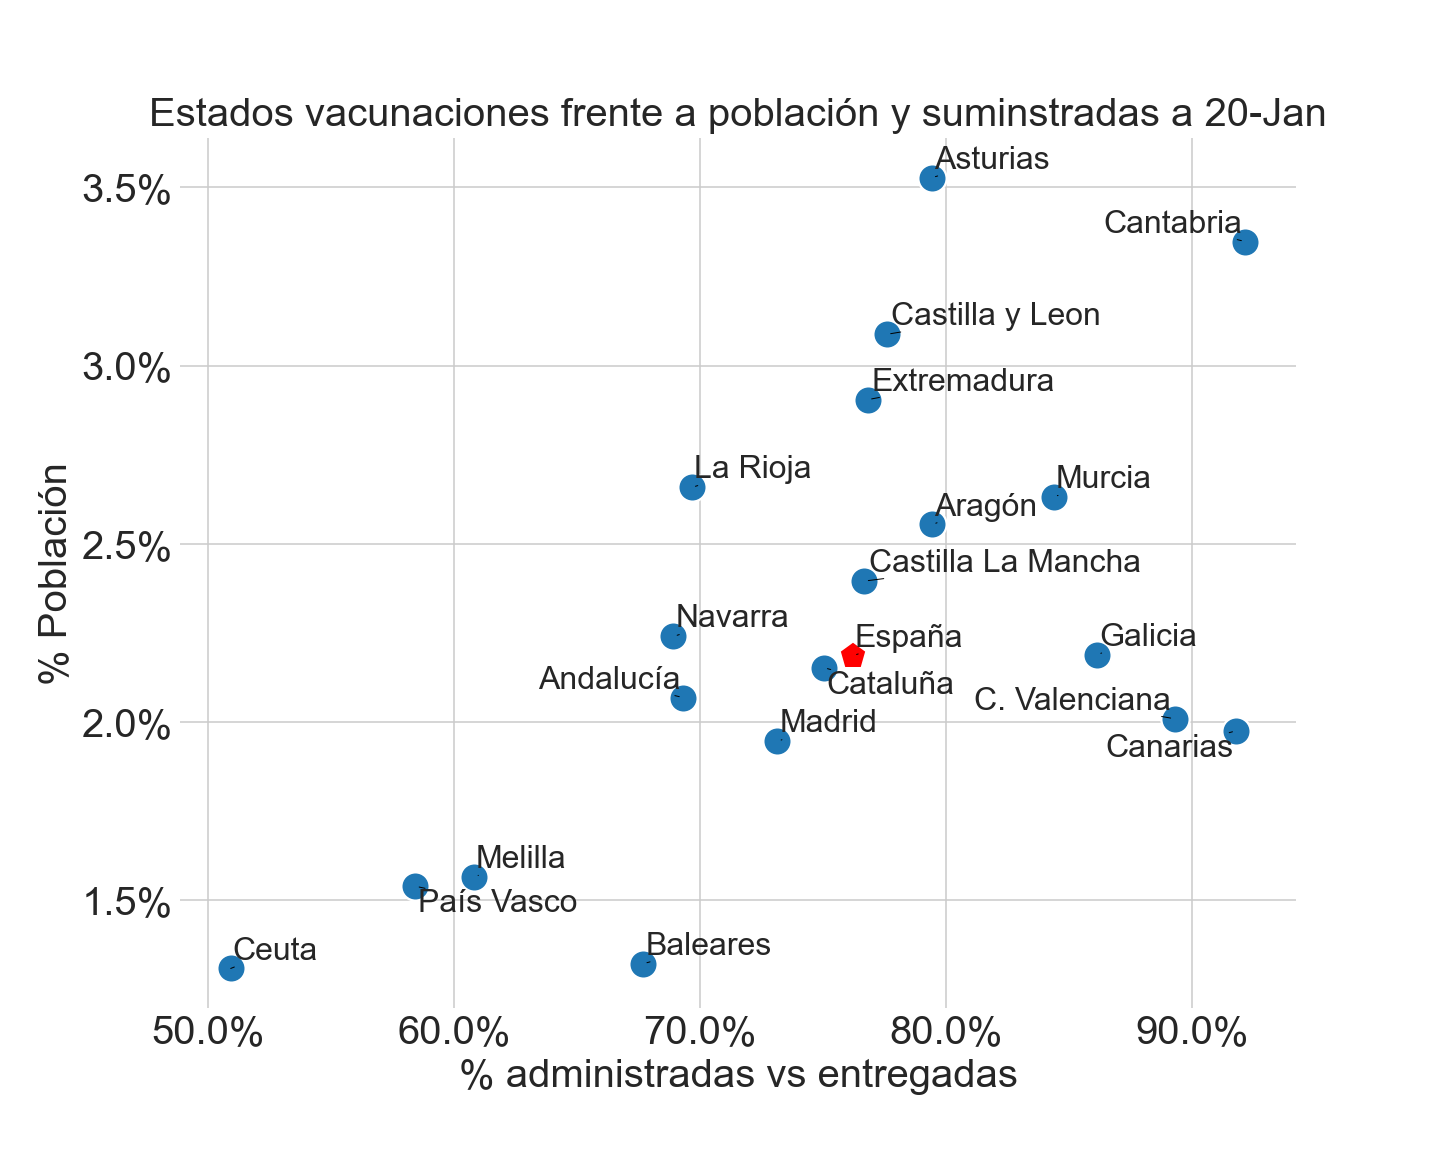 Estados vacunaciones frente a población y suminstradas a 20-Jan
Asturias
3.5%
Cantabria
Castilla y Leon
3.0%
Extremadura
La Rioja
Murcia
Aragón
2.5%
Castilla La Mancha
% Población
Navarra
España
Galicia
Andalucía
Cataluña
C. Valenciana
2.0%
Madrid
Canarias
Melilla
1.5%
País Vasco
Ceuta
Baleares
50.0% 60.0% 70.0% 80.0% 90.0%
% administradas vs entregadas